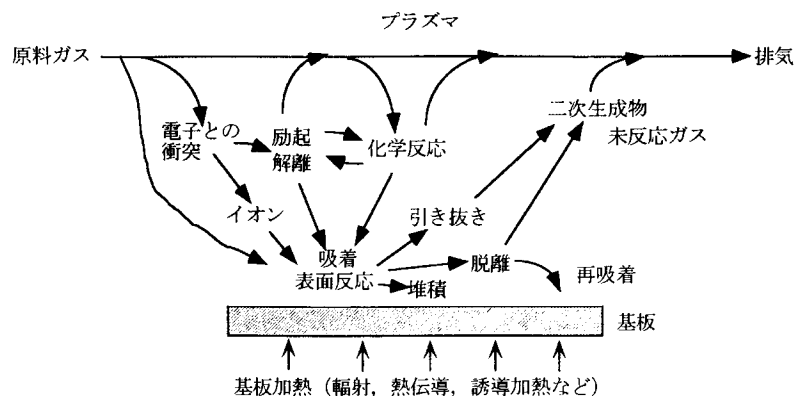 プラズマ
原料ガス
排気
電子との
衝突
励起
解離
化学反応
二次生成物
未反応ガス
イオン
引き抜き
吸着
表面反応
堆積
脱離
再吸着
基板
基板加熱（輻射，熱伝導，誘導加熱など）